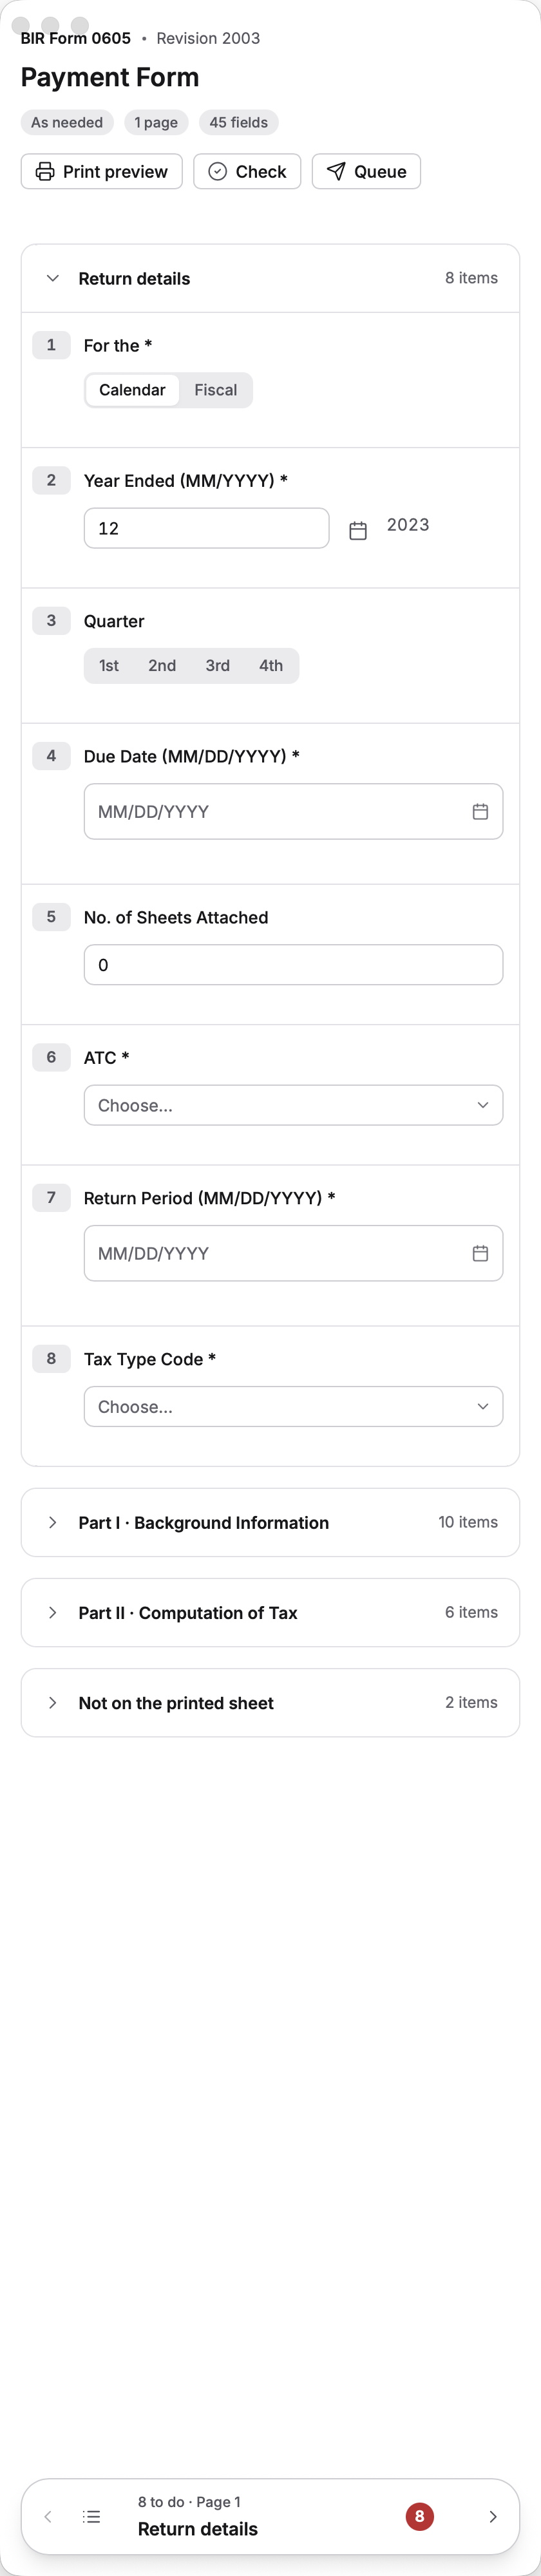 BIR Form 0605 • Revision 2003
Payment Form
As needed 1 page 45 fields
Print preview Check Queue
Return details 8 items
1 For the *
Calendar Fiscal
2 Year Ended (MM/YYYY) *
12 2023
3 Quarter
1st 2nd 3rd 4th
4 Due Date (MM/DD/YYYY) *
MM/DD/YYYY
5 No. of Sheets Attached
0
6 ATC *
Choose...
7 Return Period (MM/DD/YYYY) *
MM/DD/YYYY
8 Tax Type Code *
Choose...
Part I · Background Information 10 items
Part II · Computation of Tax 6 items
Not on the printed sheet 2 items
8 to do · Page 1
Return details 8